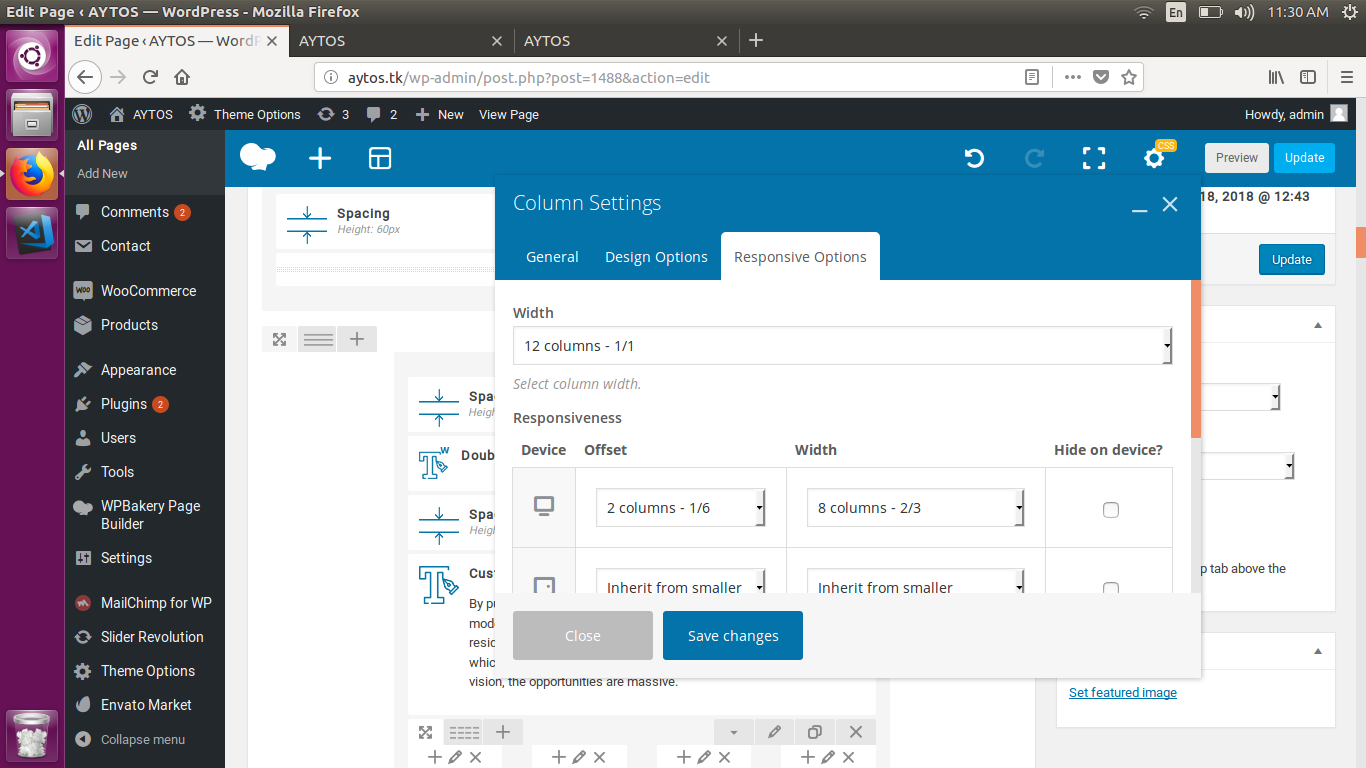 Edit Page ‹ AYTOS — WordPress - Mozilla Firefox
En
11:30 AM
Edit Page ‹ AYTOS — WordP
AYTOS
AYTOS
aytos.tk/wp-admin/post.php?post=1488&action=edit
AYTOS
Theme Options
3
2
New
View Page
Howdy, admin
All Pages
Add New
Comments 2
Contact
WooCommerce
Products
Appearance
Plugins 2
Users
Tools
WPBakery Page
Builder
Settings
MailChimp for WP
Slider Revolution
Theme Options
Envato Market
Collapse menu
CSS
Preview
Update
Spacing
Height: 60px
18, 2018 @ 12:43
Update
Column Settings
General
Design Options
Responsive Options
Width
12 columns - 1/1
Select column width.
Responsiveness
Device
Offset
Width
Hide on device?
2 columns - 1/6
8 columns - 2/3
Inherit from smaller
Inherit from smaller
Close
Save changes
Spa
Heigh
W
Doub
Spa
Heigh
Cust
By pu
mode
resid
whic
vision, the opportunities are massive.
p tab above the
Set featured image